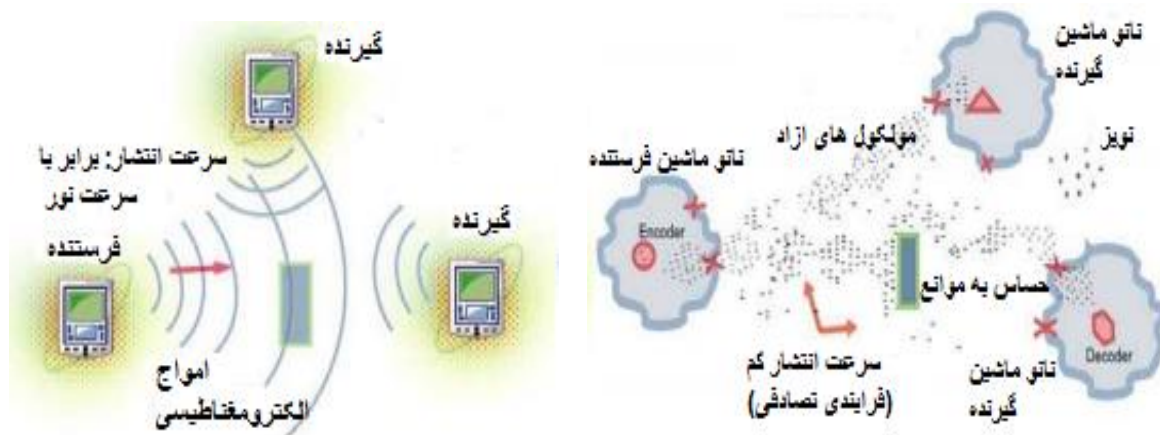 گیرنده
سرعت انتشار: برابر با
سرعت نور
فرستنده
گیرنده
امواج
الکترومغناطیسی
نانو ماشین
گیرنده
مولکول های ازاد
نویز
نانو ماشین فرستنده
Encoder
حساس به موانع
سرعت انتشار کم
(فرایندی تصادفی)
Decoder
نانو ماشین
گیرنده